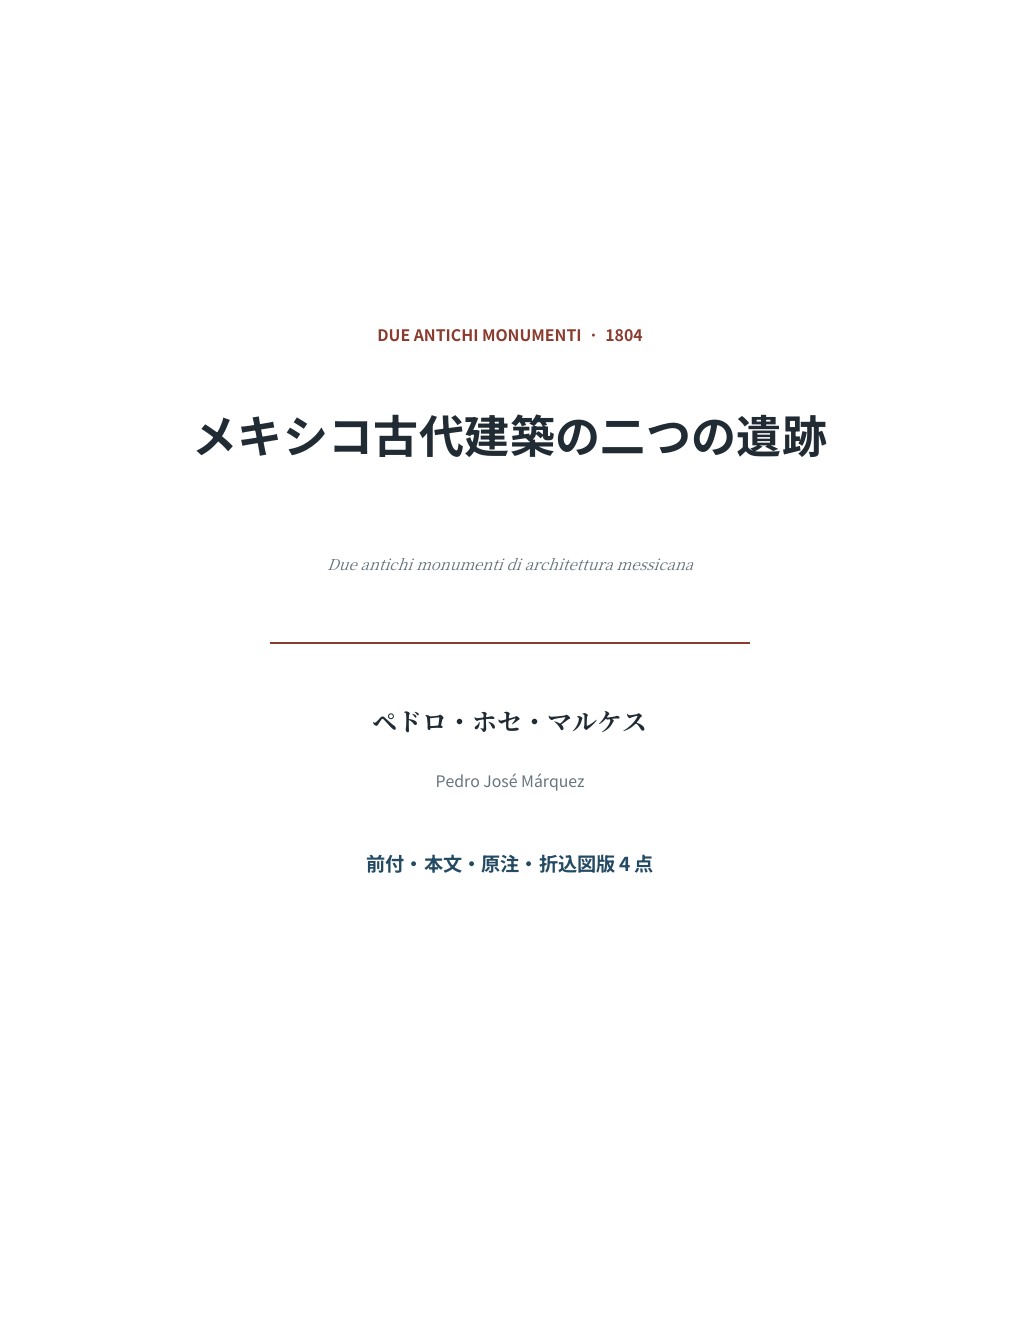 DUE ANTICHI MONUMENTI · 1804
メキシコ古代建築の二つの遺跡
Due antichi monumenti di architettura messicana
ペドロ・ホセ・マルケス
Pedro José Márquez
前付・本文・原注・折込図版 4 点